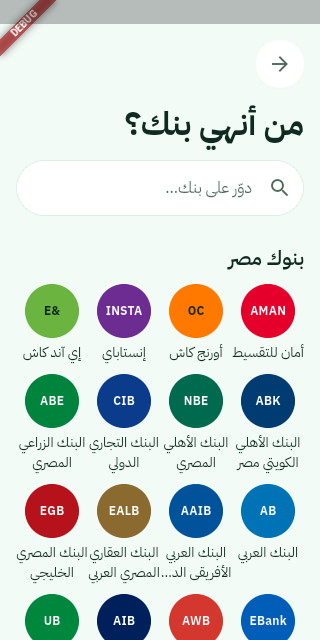 DEBUG
من أنهي بنك؟
دوّر على بنك...
بنوك مصر
AMAN
OC
INSTA
E&
أمان للتقسيط
أورنج كاش
إنستاباي
إي آند كاش
ABK
NBE
CIB
ABE
البنك الأهلي الكويتي مصر
البنك الأهلي المصري
البنك التجاري الدولي
البنك الزراعي المصري
AB
AAIB
EALB
EGB
البنك العربي
البنك العربي الأفريقي الد...
البنك العقاري المصري العربي
البنك المصري الخليجي
EBank
AWB
AIB
UB